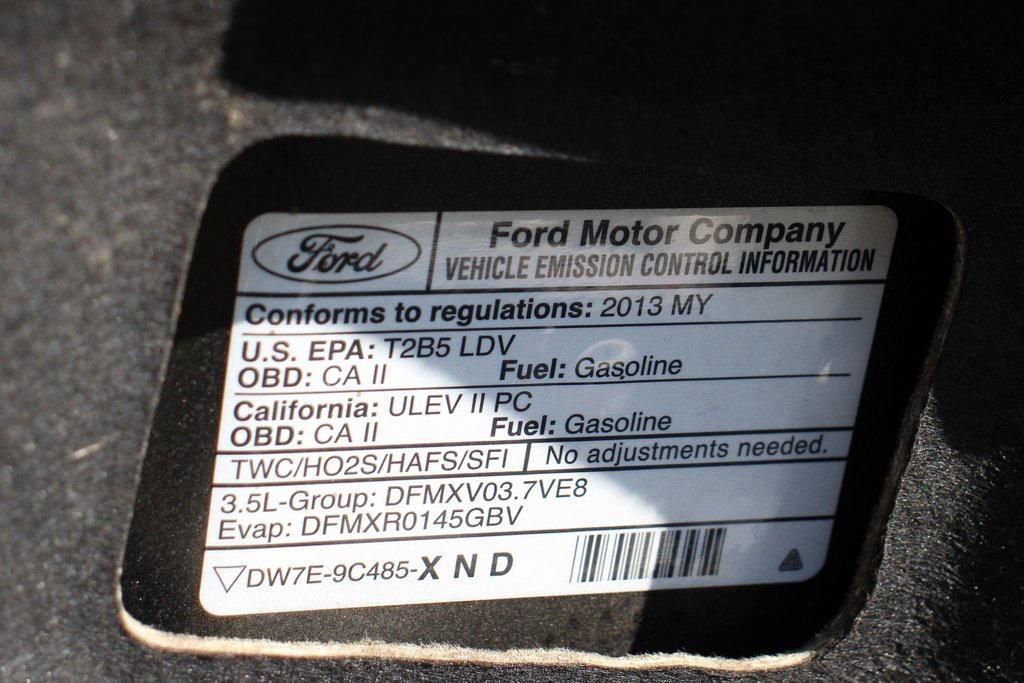 Ford
Ford Motor Company
VEHICLE EMISSION CONTROL INFORMATION
Conforms to regulations: 2013 MY
U.S. EPA: T2B5 LDV
OBD: CA II Fuel: Gasoline
California: ULEV II PC
OBD: CA II Fuel: Gasoline
TWC/HO2S/HAFS/SFI No adjustments needed.
3.5L-Group: DFMXV03.7VE8
Evap: DFMXR0145GBV
DW7E-9C485-X N D